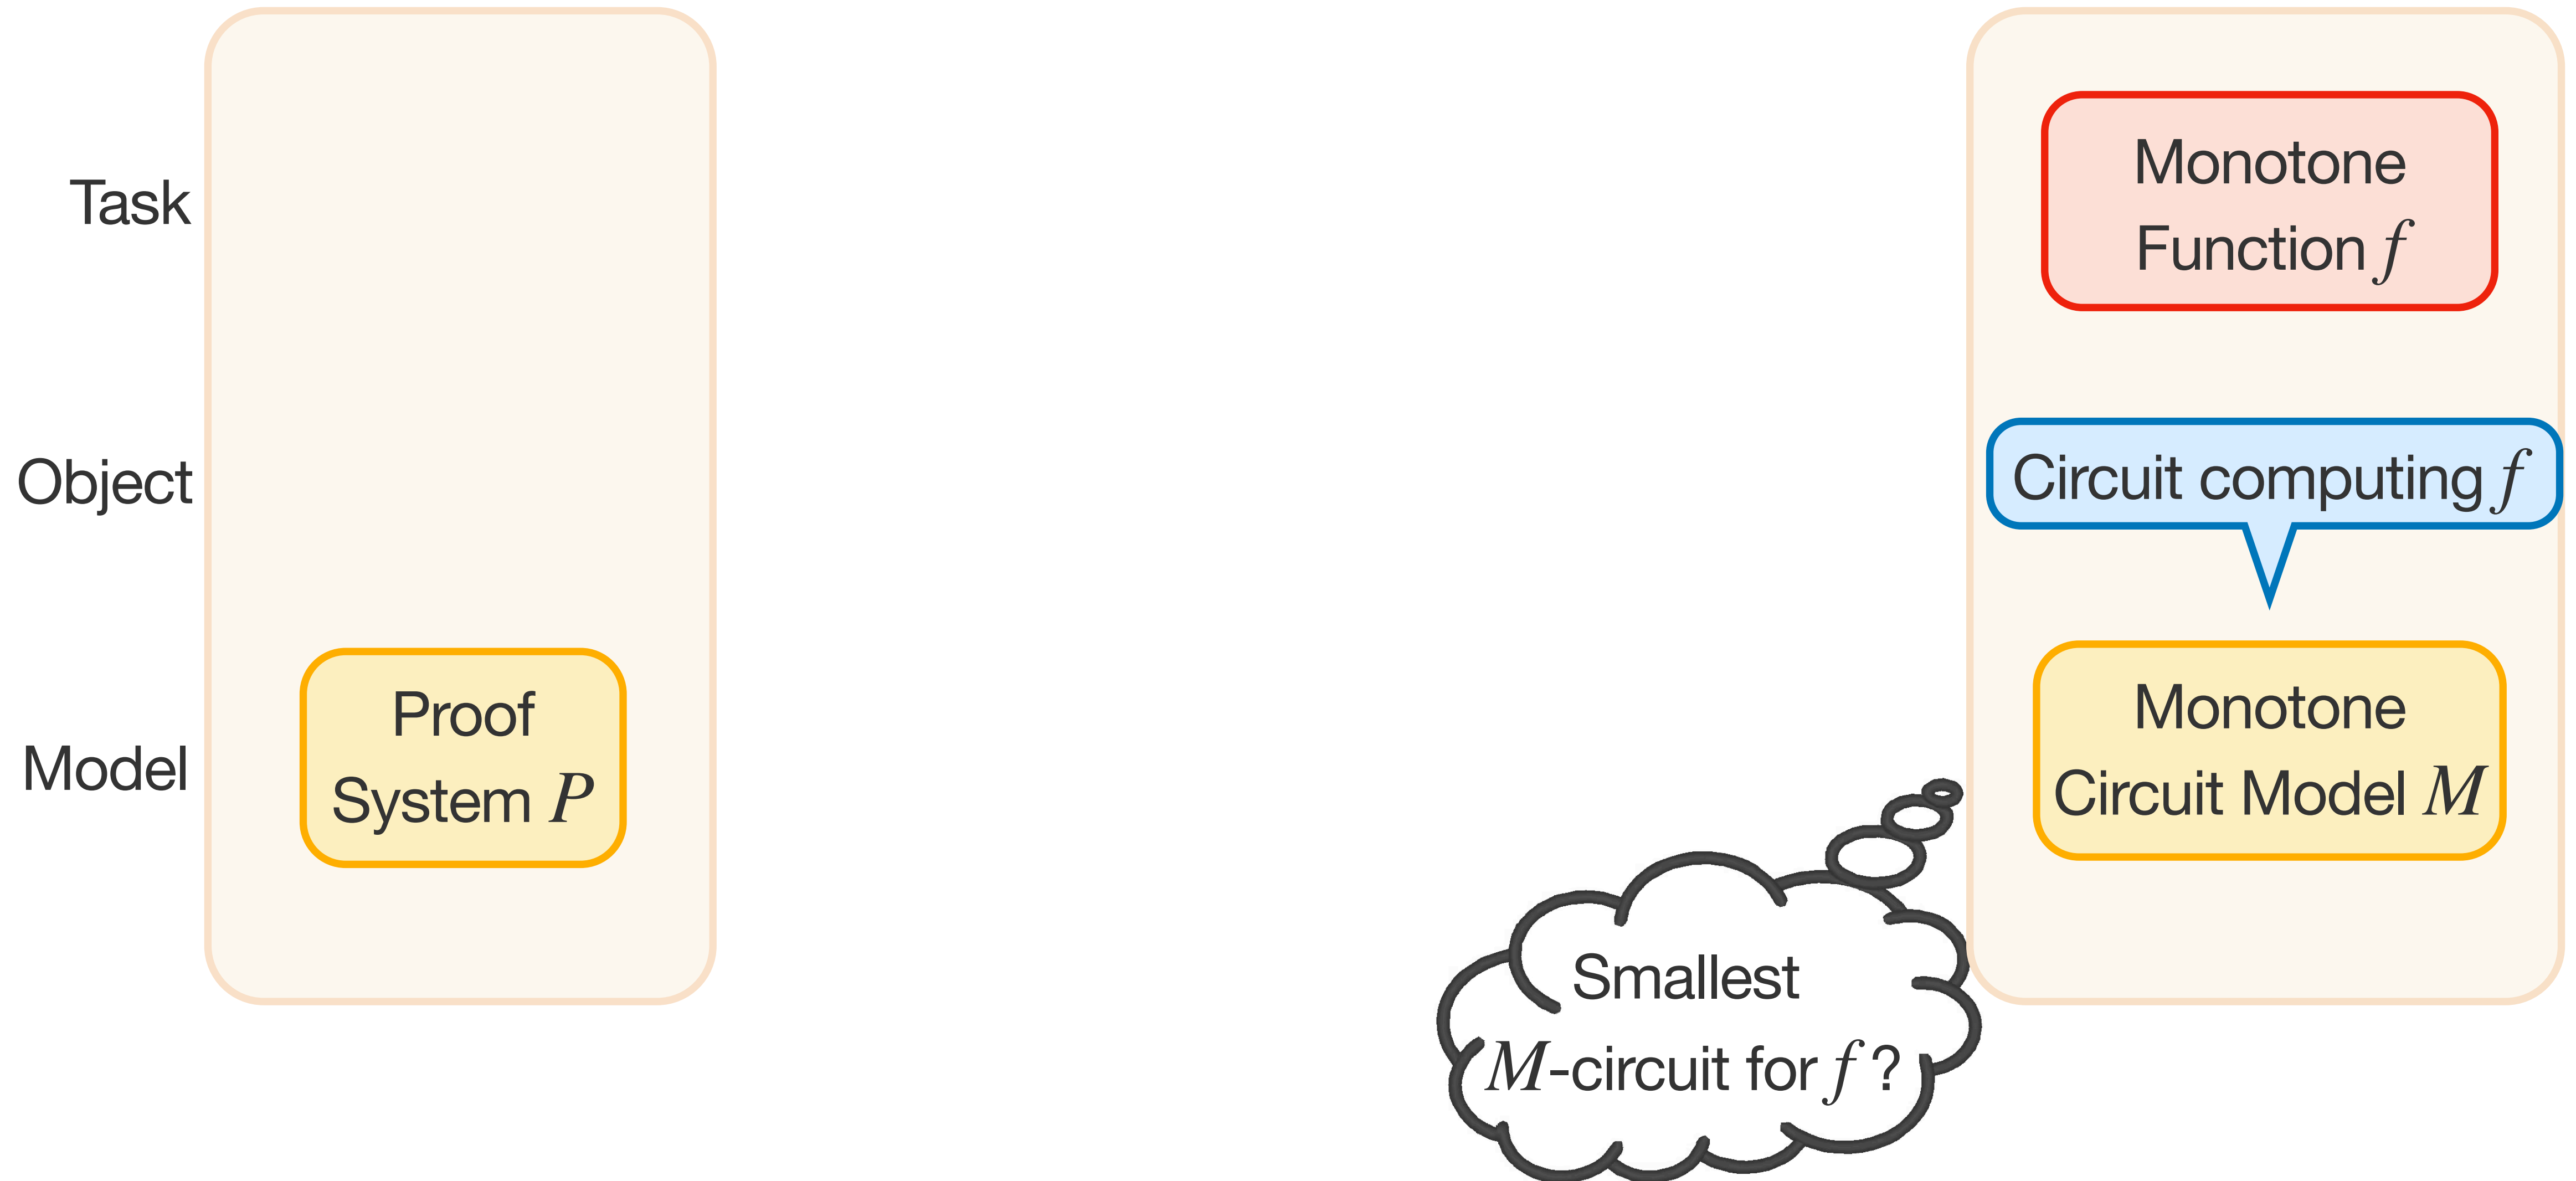 Task
Object
Model
Proof
System P
Monotone
Function f
Circuit computing f
Monotone
Circuit Model M
Smallest
M-circuit for f ?